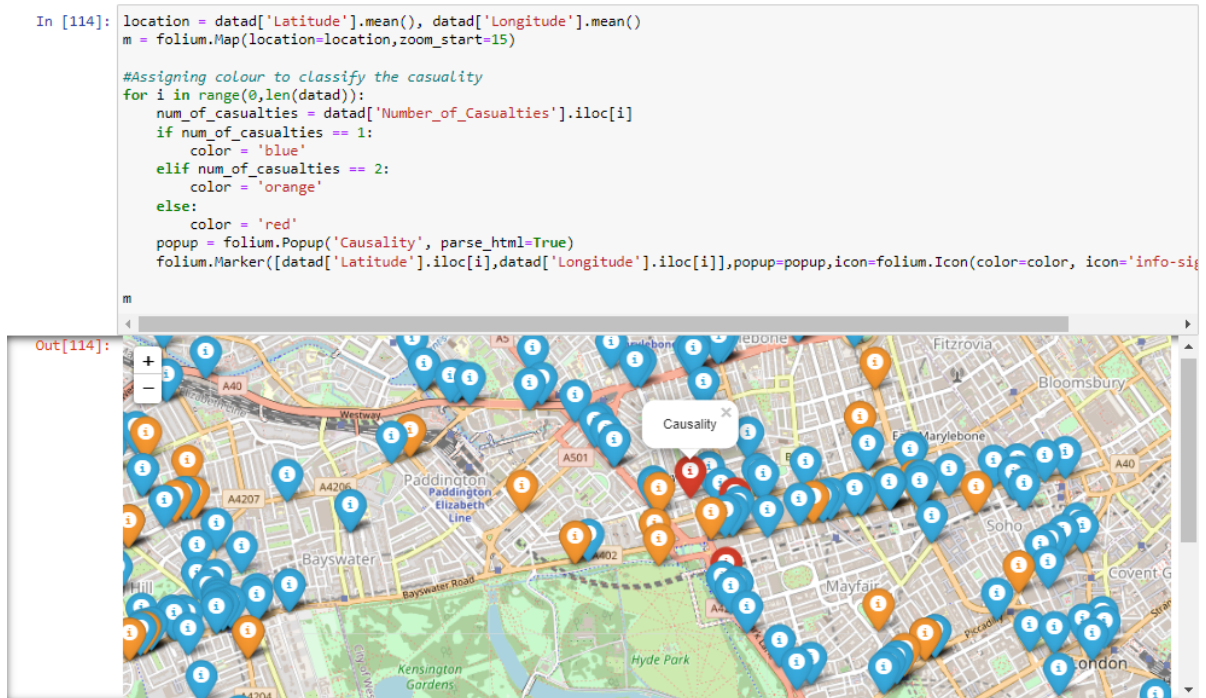 In [114]: location = datad['Latitude'].mean(), datad['Longitude'].mean()
m = folium.Map(location=location,zoom_start=15)
#Assigning colour to classify the casuality
for i in range(0,len(datad)):
num_of_casualties = datad['Number_of_Casualties'].iloc[i]
if num_of_casualties == 1:
color = 'blue'
elif num_of_casualties == 2:
color = 'orange'
else:
color = 'red'
popup = folium.Popup('Causality', parse_html=True)
folium.Marker([datad['Latitude'].iloc[i],datad['Longitude'].iloc[i]],popup=popup,icon=folium.Icon(color=color, icon='info-sig
m
Out[114]:
+
−
A5
Fitzrovia
A40
Bloomsbury
Westway
Causality
×
East Marylebone
A501
A40
Paddington
A4206
A4207
Paddington
Elizabeth
Line
Soho
Bayswater
A402
Covent G
Hill
Bayswater Road
Mayfair
Piccadilly
Hyde Park
London
Kensington
Gardens
A4204